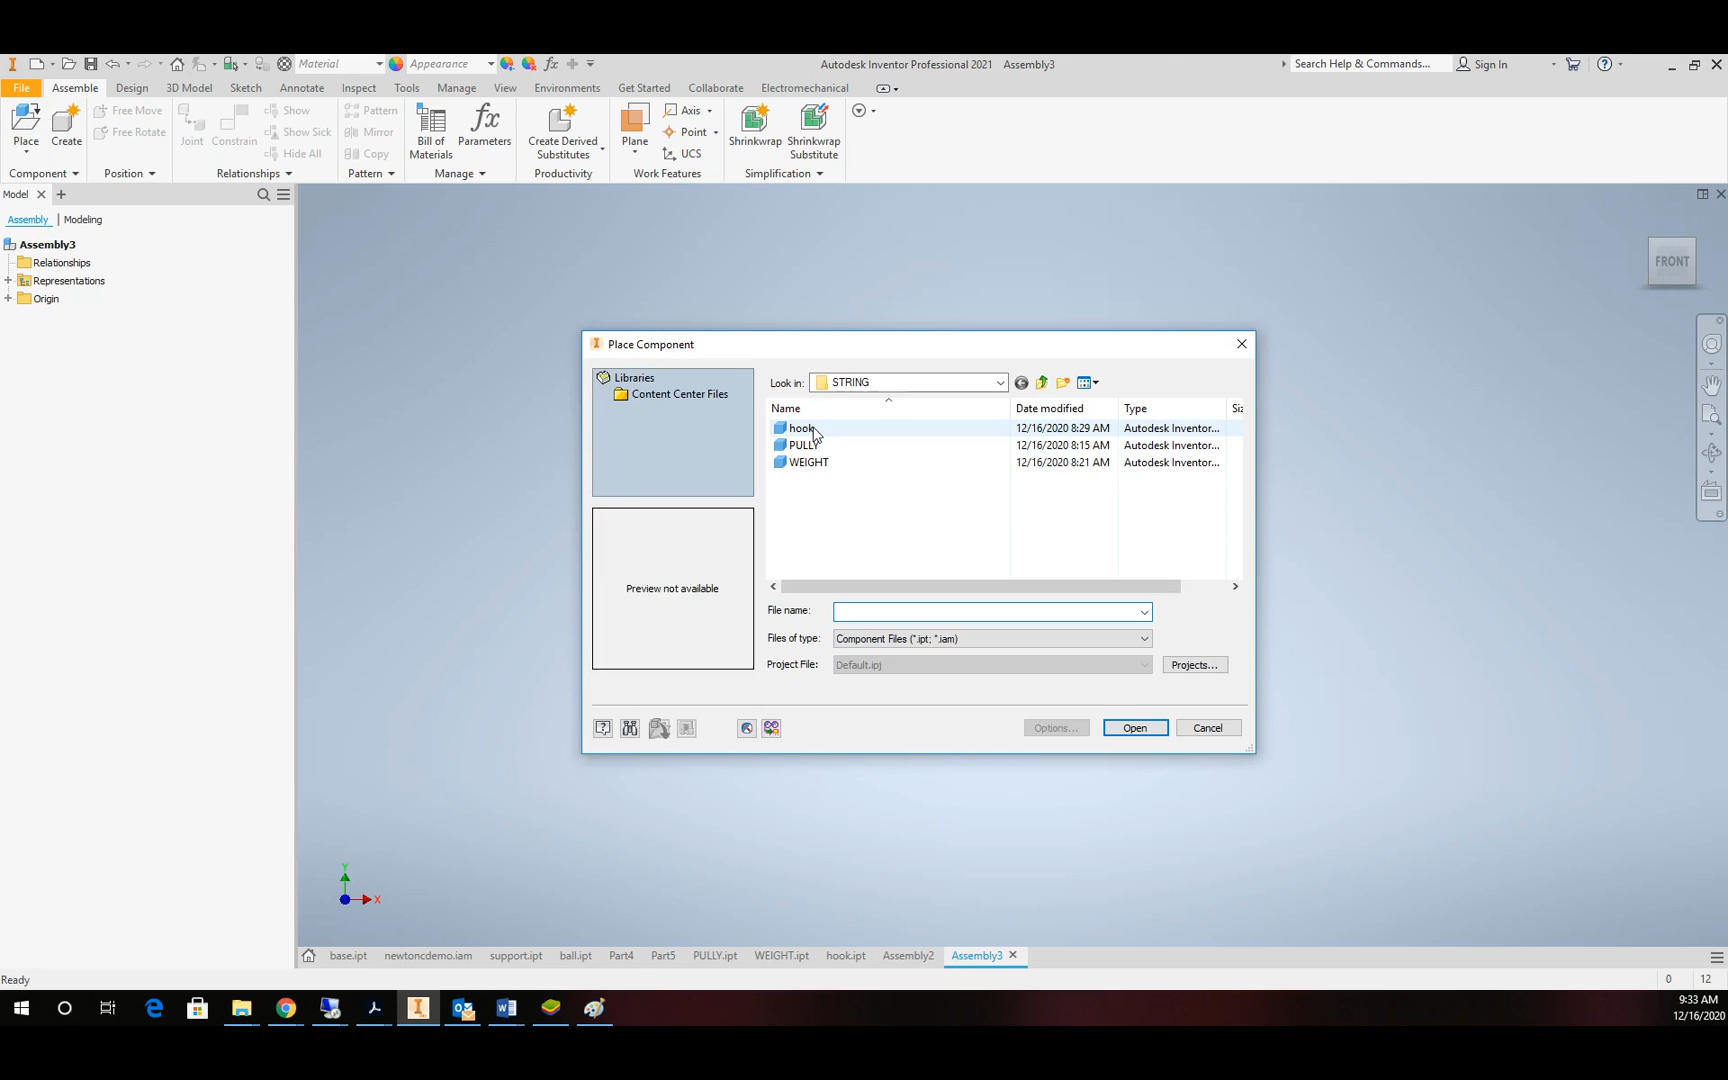 Material
Appearance
Autodesk Inventor Professional 2021 Assembly3
Search Help & Commands...
Sign In
File Assemble Design 3D Model Sketch Annotate Inspect Tools Manage View Environments Get Started Collaborate Electromechanical
Place
Create
Free Move
Free Rotate
Joint
Constrain
Show
Show Sick
Hide All
Pattern
Mirror
Copy
Bill of
Materials
Parameters
Create Derived
Substitutes
Plane
Axis
Point
UCS
Shrinkwrap
Shrinkwrap
Substitute
Component Position Relationships Pattern Manage Productivity Work Features Simplification
Model
Assembly | Modeling
Assembly3
Relationships
Representations
Origin
FRONT
Place Component
Libraries
Content Center Files
Look in: STRING
Name Date modified Type
hook 12/16/2020 8:29 AM Autodesk Inventor...
PULLY 12/16/2020 8:15 AM Autodesk Inventor...
WEIGHT 12/16/2020 8:21 AM Autodesk Inventor...
Preview not available
File name:
Files of type: Component Files (*.ipt; *.iam)
Project File: Default.ipj Projects...
Options... Open Cancel
Y
X
base.ipt newtoncdemo.iam support.ipt ball.ipt Part4 Part5 PULLY.ipt WEIGHT.ipt hook.ipt Assembly2 Assembly3
Ready 0 12
9:33 AM
12/16/2020